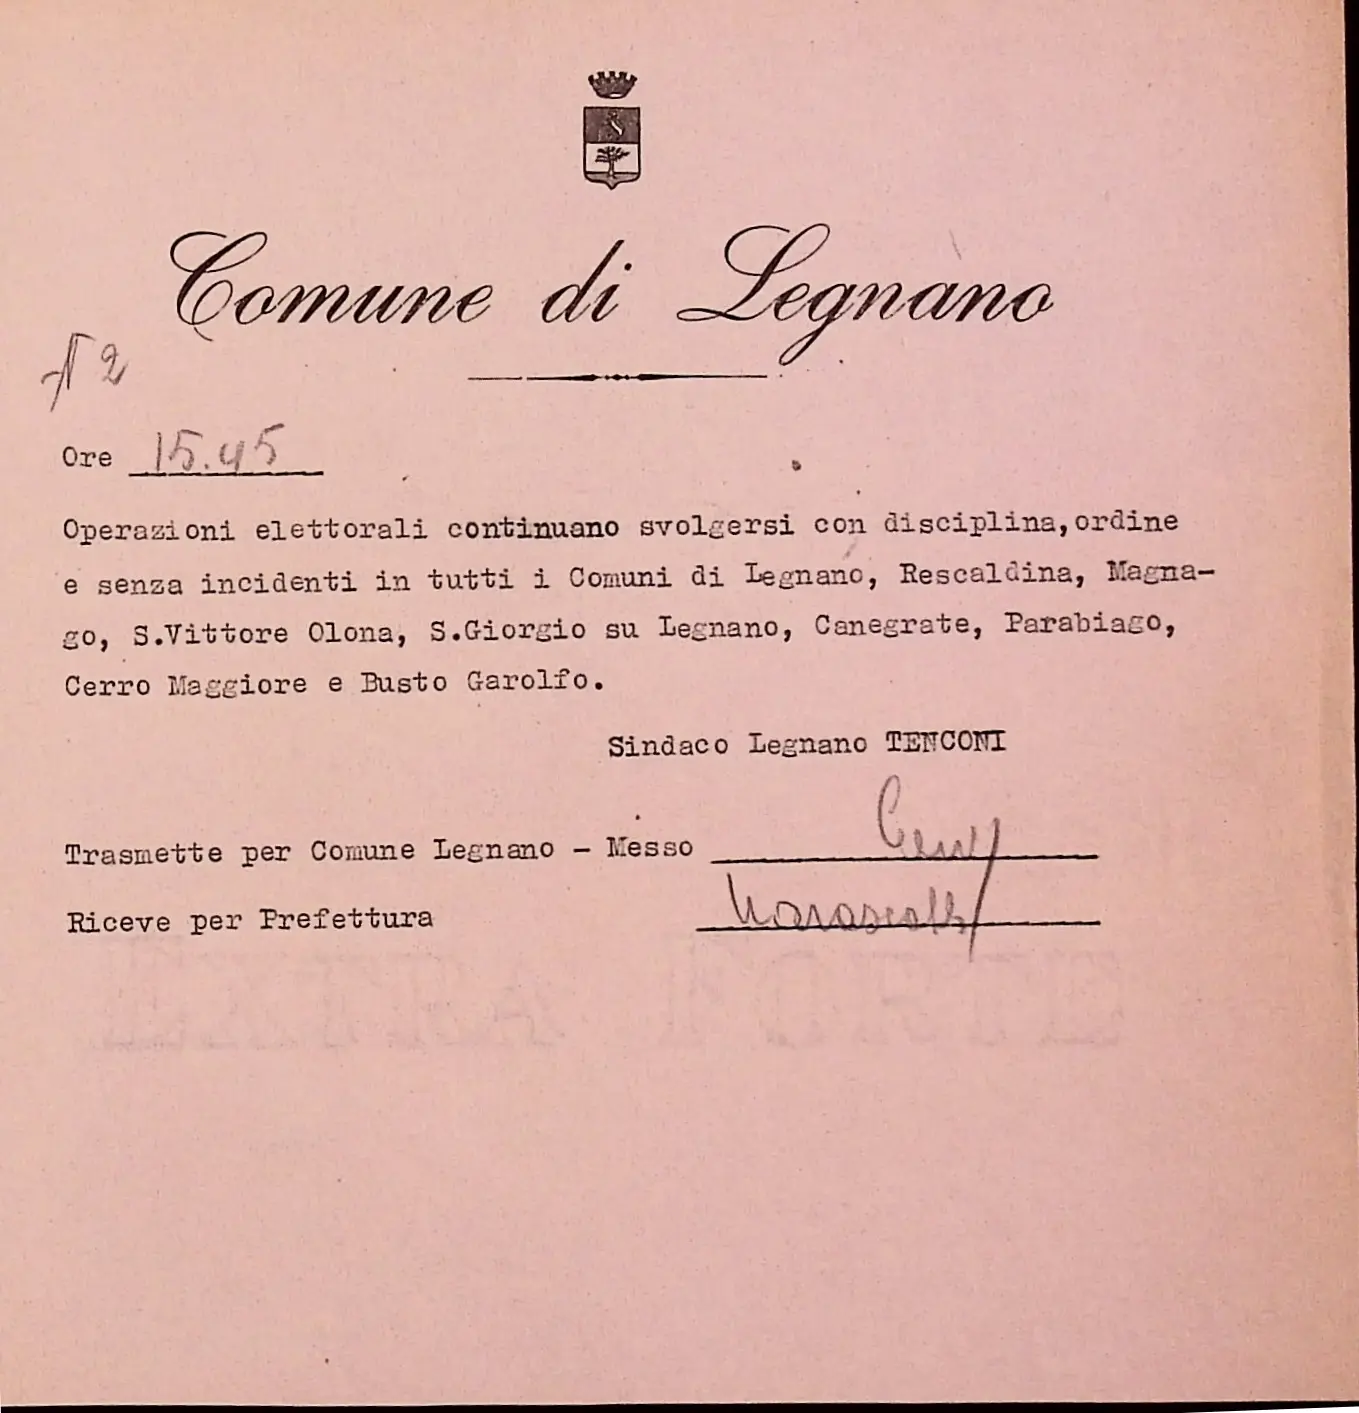 Comune di Legnano
N 2
Ore 15.45
Operazioni elettorali continuano svolgersi con disciplina,ordine
e senza incidenti in tutti i Comuni di Legnano, Rescaldina, Magna-
go, S.Vittore Olona, S.Giorgio su Legnano, Canegrate, Parabiago,
Cerro Maggiore e Busto Garolfo.
Sindaco Legnano TENCONI
Trasmette per Comune Legnano - Messo
Riceve per Prefettura